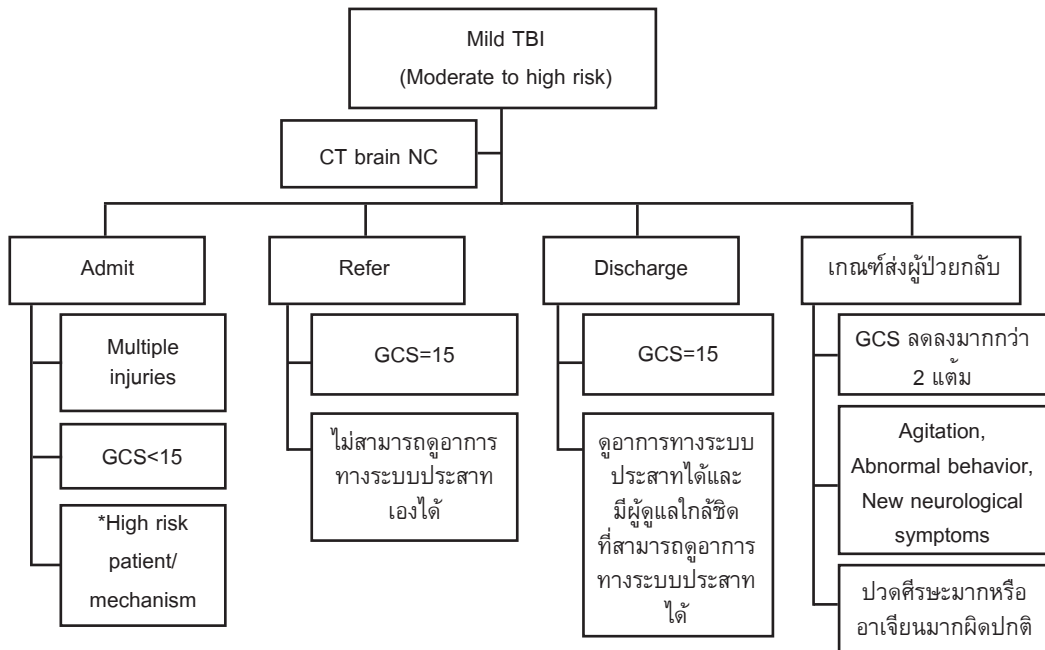 Mild TBI
(Moderate to high risk)
CT brain NC
Admit
Refer
Discharge
เกณฑ์ส่งผู้ป่วยกลับ
Multiple
injuries
GCS<15
*High risk
patient/
mechanism
GCS=15
ไม่สามารถดูอาการ
ทางระบบประสาท
เองได้
GCS=15
ดูอาการทางระบบ
ประสาทได้และ
มีผู้ดูแลใกล้ชิด
ที่สามารถดูอาการ
ทางระบบประสาท
ได้
GCS ลดลงมากกว่า
2 แต้ม
Agitation,
Abnormal behavior,
New neurological
symptoms
ปวดศีรษะมากหรือ
อาเจียนมากผิดปกติ